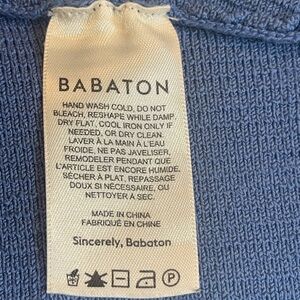 BABATON
HAND WASH COLD, DO NOT
BLEACH, RESHAPE WHILE DAMP
DRY FLAT, COOL IRON ONLY IF
NEEDED, OR DRY CLEAN.
LAVER À LA MAIN À L'EAU
FROIDE, NE PAS JAVELISER,
REMODELER PENDANT QUE
L'ARTICLE EST ENCORE HUMIDE,
SÉCHER À PLAT, REPASSAGE
DOUX SI NÉCESSAIRE, OU
NETTOYER À SEC.
MADE IN CHINA
FABRIQUÉ EN CHINE
Sincerely, Babaton
P